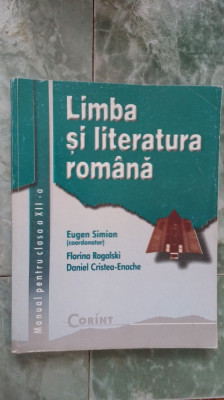 Limba
și literatura
română
Eugen Simion
(coordonator)
Florina Rogalski
Daniel Cristea-Enache
Manual pentru clasa a XII-a
CORINT